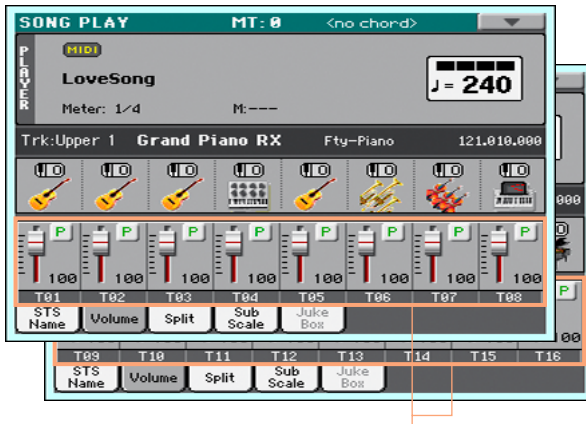 SONG PLAY MT: 0 <no chord>
PLAYER
MIDI
LoveSong
♩= 240
Meter: 1/4 M:---
Trk:Upper 1 Grand Piano RX Fty-Piano 121.010.000
000
P P P P P P P P
100 100 100 100 100 100 100 100
T01 T02 T03 T04 T05 T06 T07 T08
P
00
STS Name Volume Split Sub Scale Juke Box
T09 T10 T11 T12 T13 T14 T15 T16
STS Name Volume Split Sub Scale Juke Box